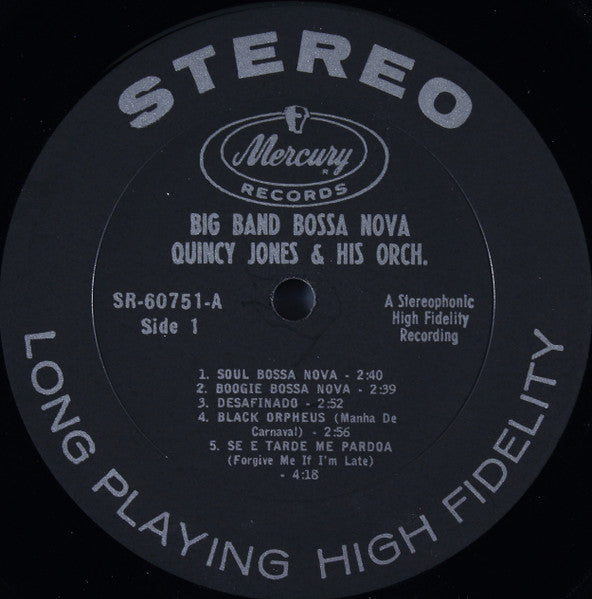 STEREO
Mercury
R
RECORDS
BIG BAND BOSSA NOVA
QUINCY JONES & HIS ORCH.
SR-60751-A
Side 1
A Stereophonic
High Fidelity
Recording
1. SOUL BOSSA NOVA - 2:40
2. BOOGIE BOSSA NOVA - 2:39
3. DESAFINADO - 2:52
4. BLACK ORPHEUS (Manha De
Carnaval) - 2:56
5. SE E TARDE ME PARDOA
(Forgive Me If I'm Late)
- 4:18
LONG PLAYING HIGH FIDELITY